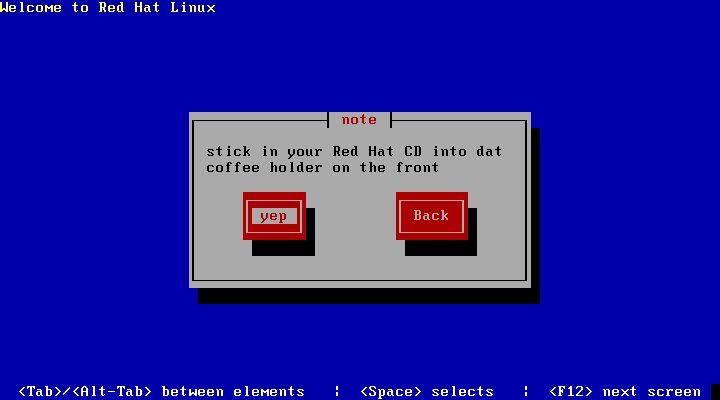 Welcome to Red Hat Linux
note
stick in your Red Hat CD into dat
coffee holder on the front
yep Back
<Tab>/<Alt-Tab> between elements ¦ <Space> selects ¦ <F12> next screen